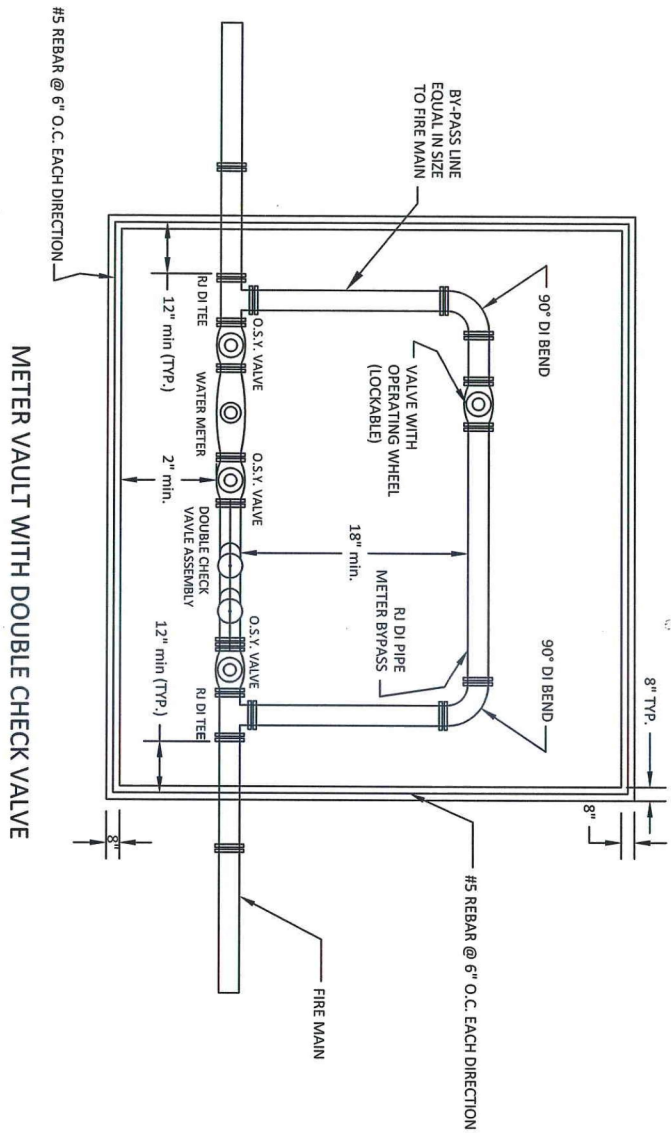 #5 REBAR @ 6" O.C. EACH DIRECTION
BY-PASS LINE
EQUAL IN SIZE
TO FIRE MAIN
90° DI BEND
VALVE WITH
OPERATING WHEEL
(LOCKABLE)
90° DI BEND
8" TYP.
8"
18" min.
RJ DI PIPE
METER BYPASS
RJ DI TEE
O.S.Y. VALVE
WATER METER
O.S.Y. VALVE
DOUBLE CHECK
VAVLE ASSEMBLY
O.S.Y. VALVE
RJ DI TEE
12" min (TYP.)
2" min.
12" min (TYP.)
8"
#5 REBAR @ 6" O.C. EACH DIRECTION
FIRE MAIN
METER VAULT WITH DOUBLE CHECK VALVE